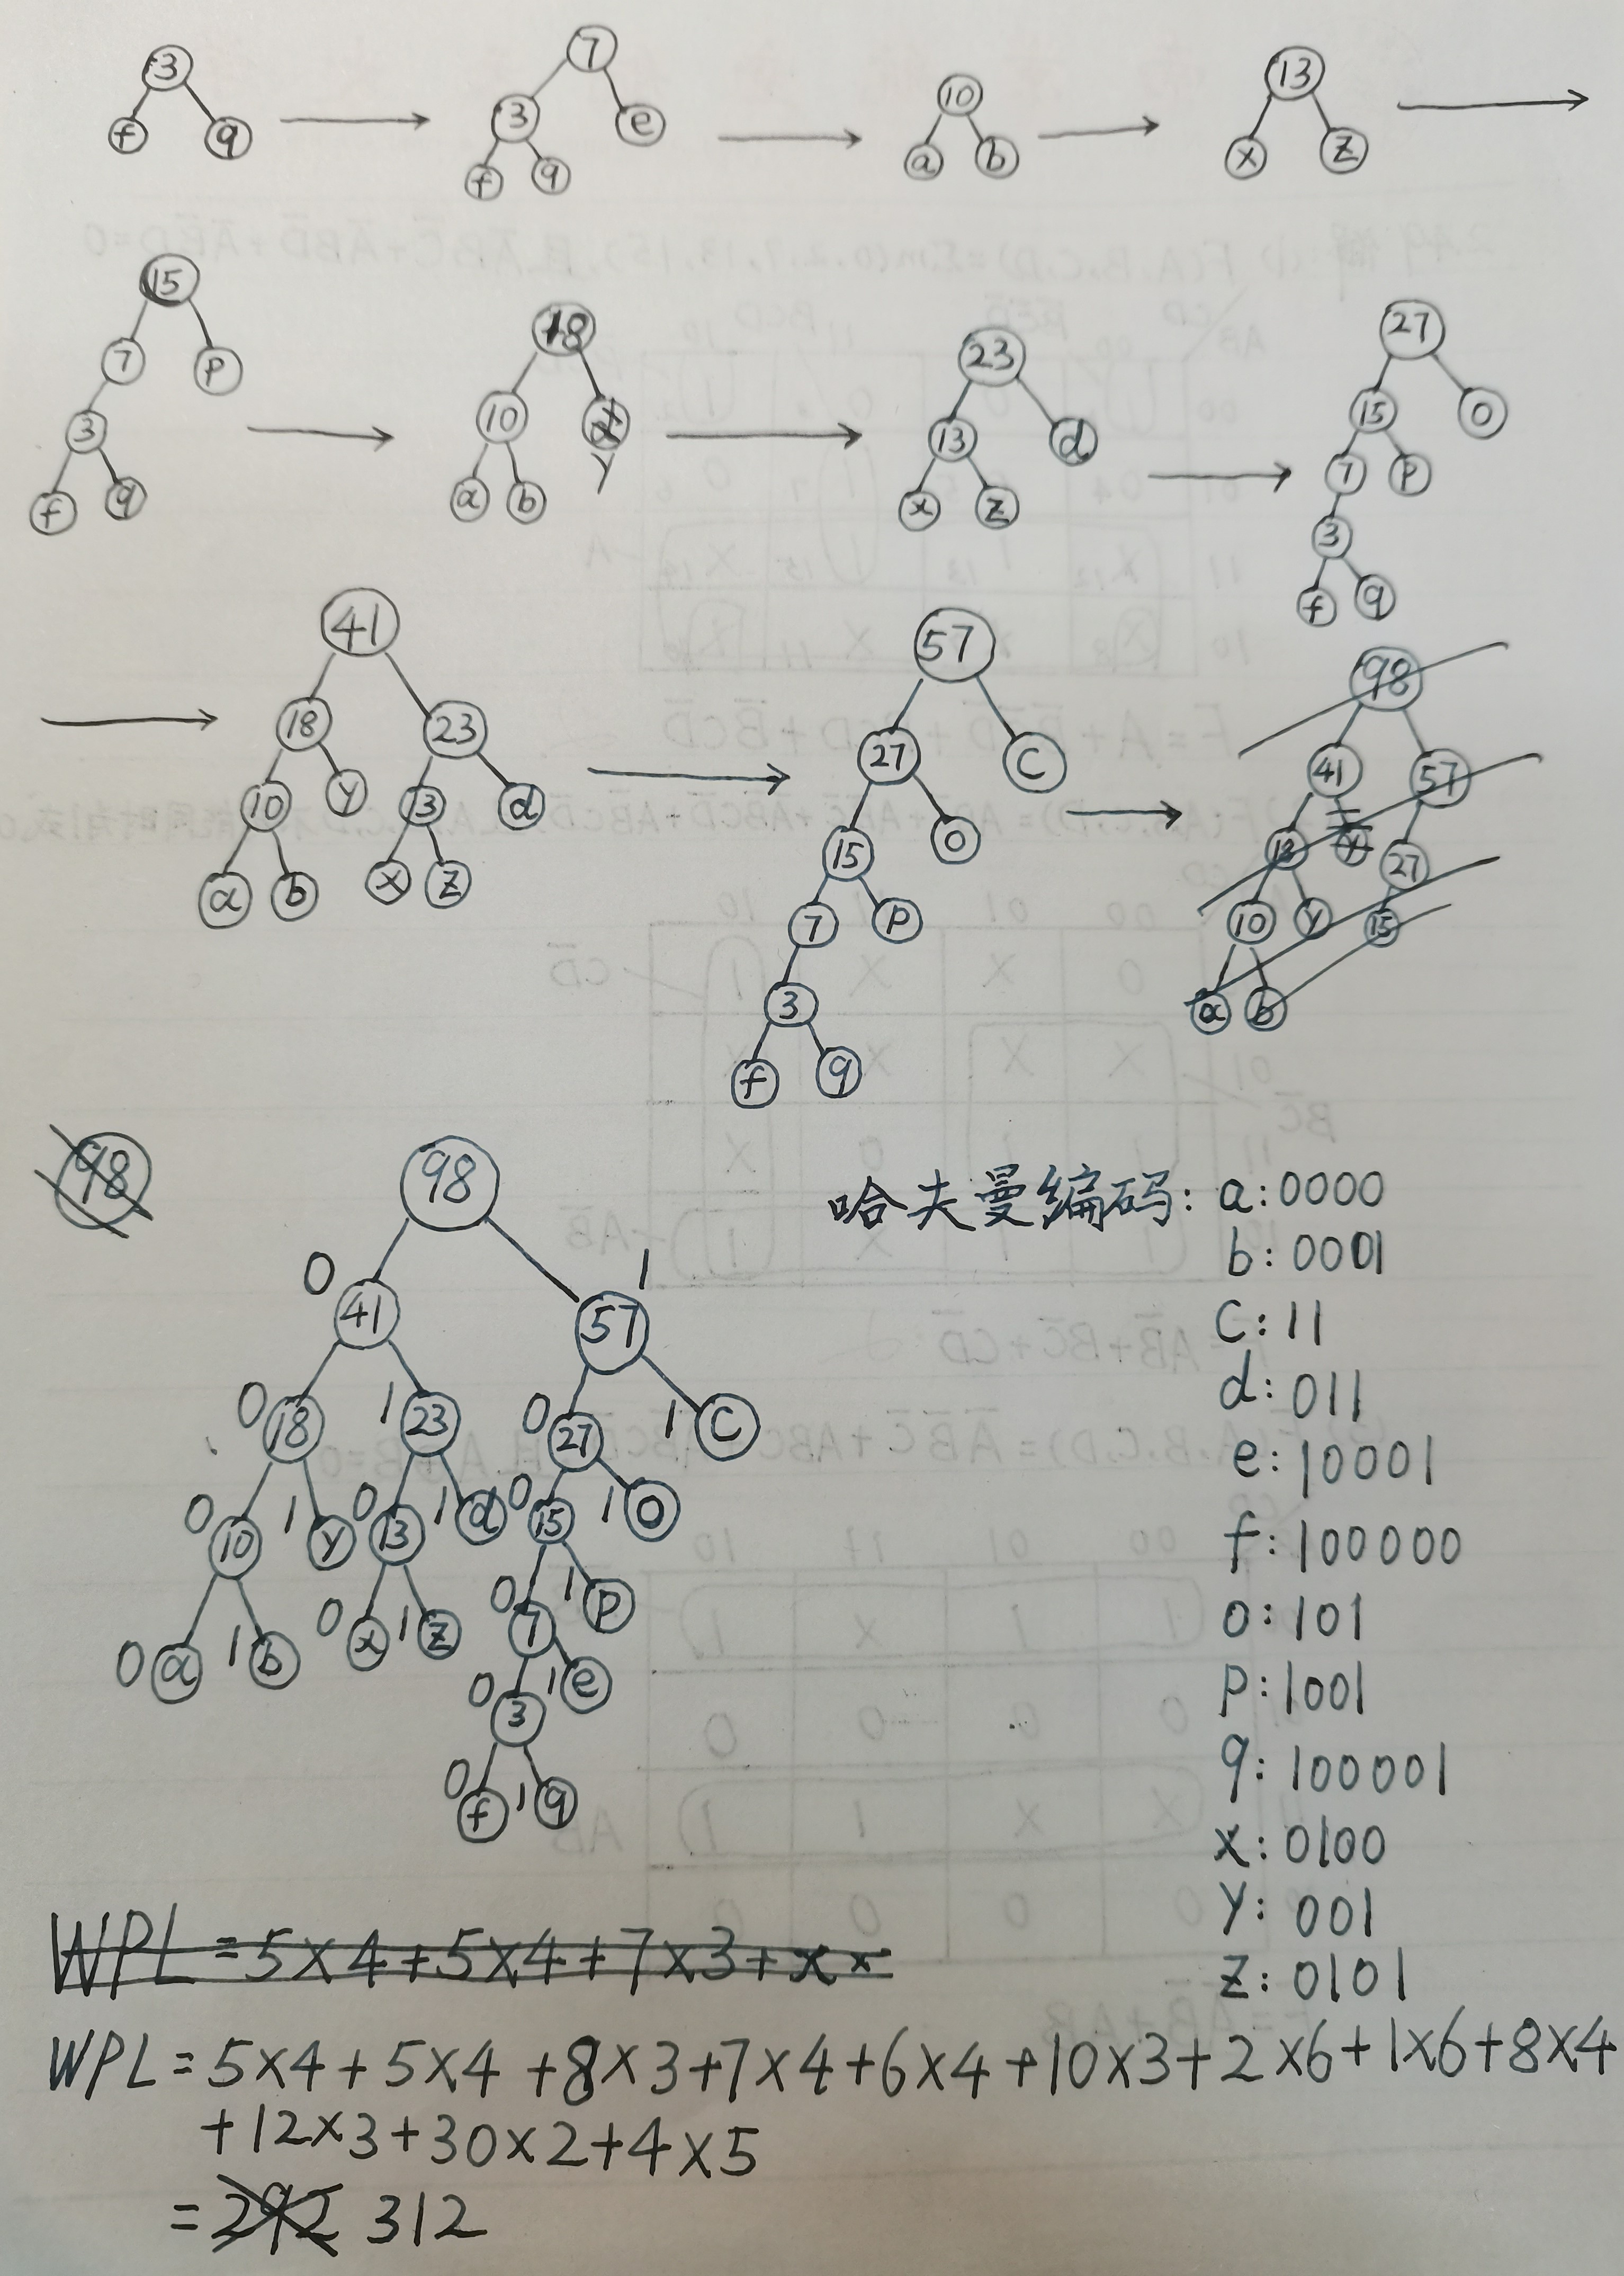 3 7 10 13
f q 3 e a b x z
f q
15 18 23 27
7 p 10 y 13 d 15 o
3 a b x z 7 p
f q 3
f q
41 57 98
18 23 27 C 41 57
10 y 13 d 15 o 18 y 27
a b x z 7 p 10 y 15
3 a b
f q
98 98
0 41 1 57
0 18 1 23 0 27 1 C
0 10 1 y 0 13 1 d 0 15 1 o
0 a 1 b 0 x 1 z 0 7 1 p
0 3 1 e
0 f 1 q
哈夫曼编码: a:0000
b:0001
C:11
d:011
e:10001
f:100000
o:101
p:1001
q:100001
x:0100
y:001
z:0101
WPL=5×4+5×4+7×3+××
WPL=5×4+5×4+8×3+7×4+6×4+10×3+2×6+1×6+8×4
+12×3+30×2+4×5
=292 312